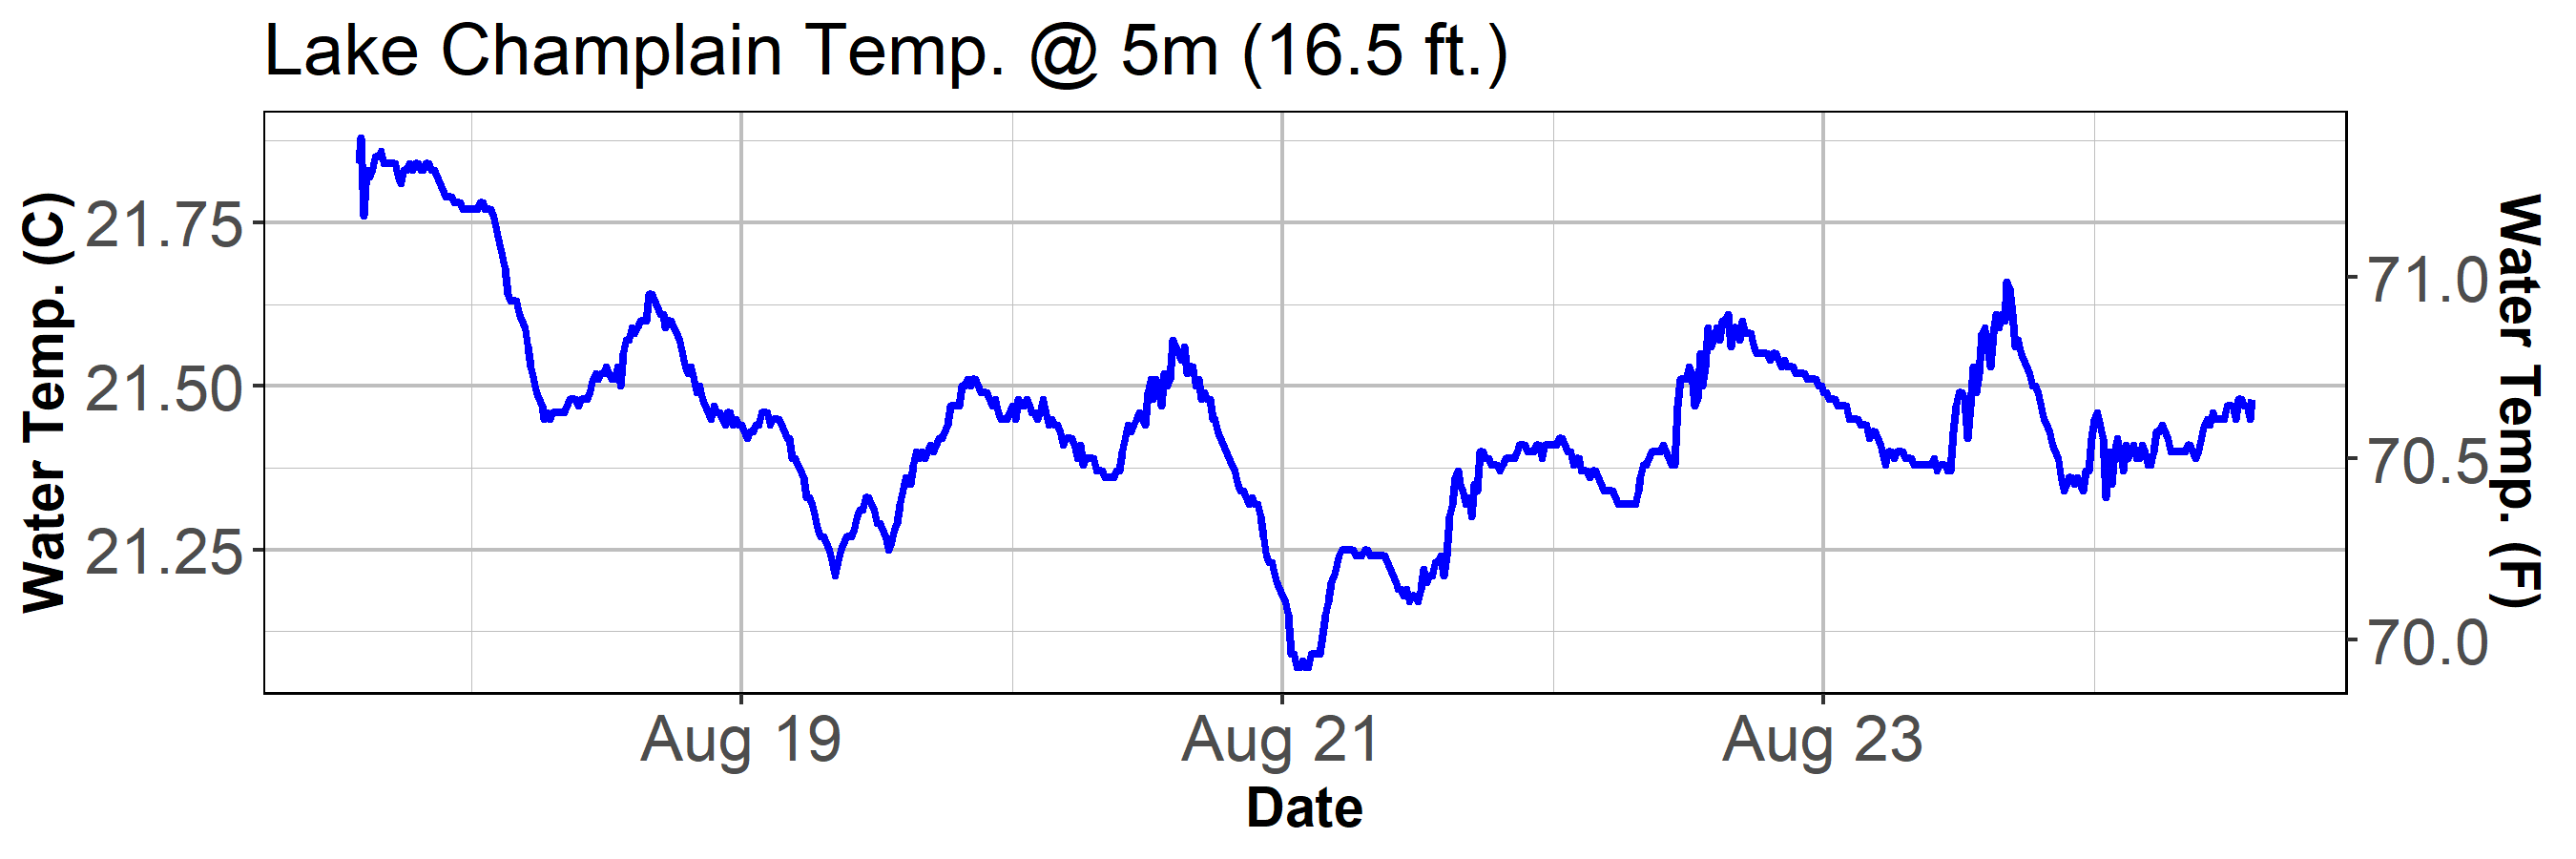 Lake Champlain Temp. @ 5m (16.5 ft.)
Water Temp. (C)
21.75
21.50
21.25
71.0
70.5
70.0
Water Temp. (F)
Aug 19
Aug 21
Aug 23
Date